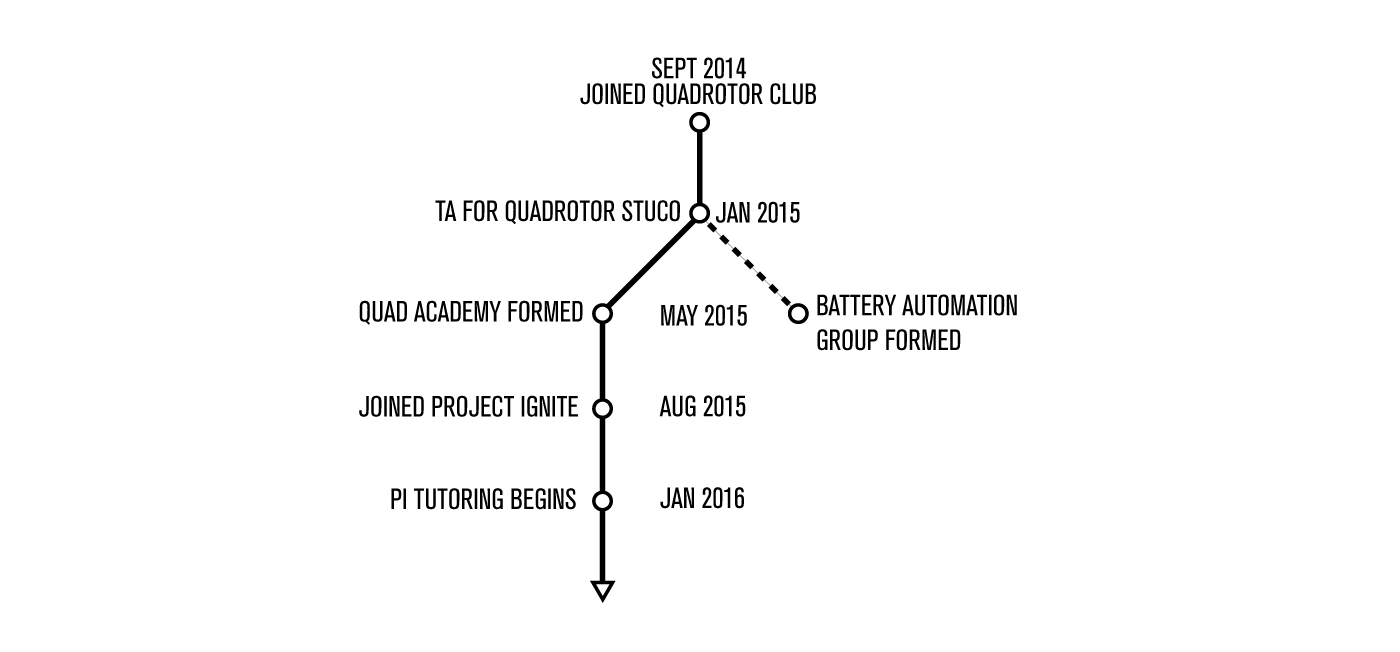 SEPT 2014
JOINED QUADROTOR CLUB
TA FOR QUADROTOR STUCO
JAN 2015
QUAD ACADEMY FORMED
MAY 2015
BATTERY AUTOMATION
GROUP FORMED
JOINED PROJECT IGNITE
AUG 2015
PI TUTORING BEGINS
JAN 2016